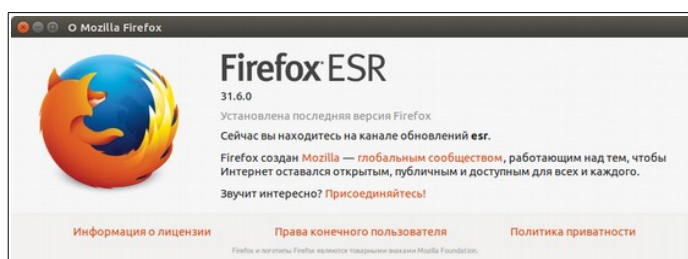 О Mozilla Firefox
Firefox ESR
31.6.0
Установлена последняя версия Firefox
Сейчас вы находитесь на канале обновлений esr.
Firefox создан Mozilla — глобальным сообществом, работающим над тем, чтобы
Интернет оставался открытым, публичным и доступным для всех и каждого.
Звучит интересно? Присоединяйтесь!
Информация о лицензии Права конечного пользователя Политика приватности
Firefox и логотипы Firefox являются товарными знаками Mozilla Foundation.